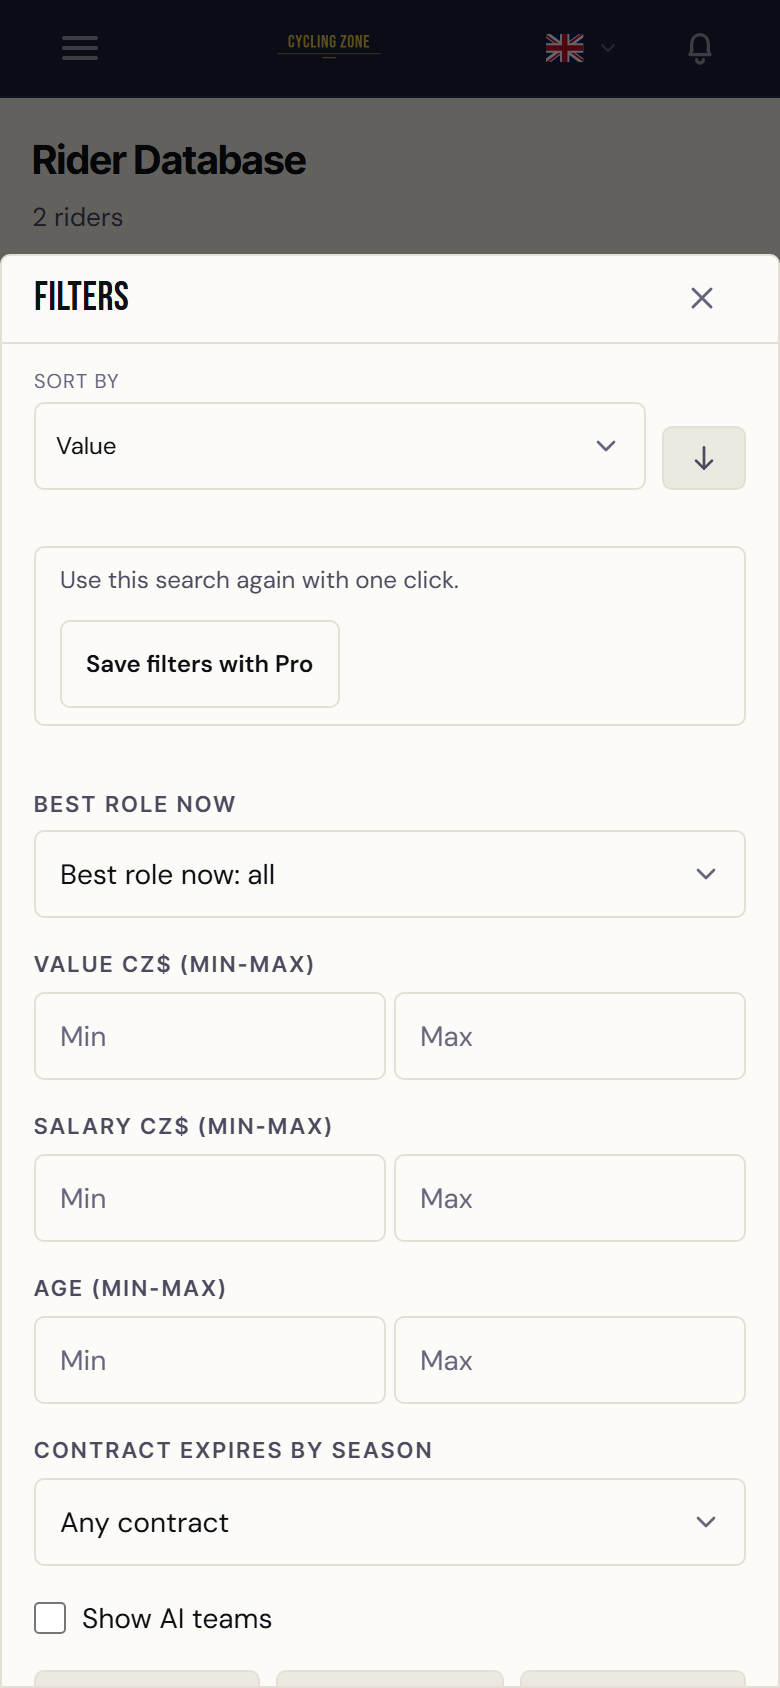 CYCLING ZONE
Rider Database
2 riders
FILTERS
SORT BY
Value
Use this search again with one click.
Save filters with Pro
BEST ROLE NOW
Best role now: all
VALUE CZ$ (MIN-MAX)
Min Max
SALARY CZ$ (MIN-MAX)
Min Max
AGE (MIN-MAX)
Min Max
CONTRACT EXPIRES BY SEASON
Any contract
Show AI teams